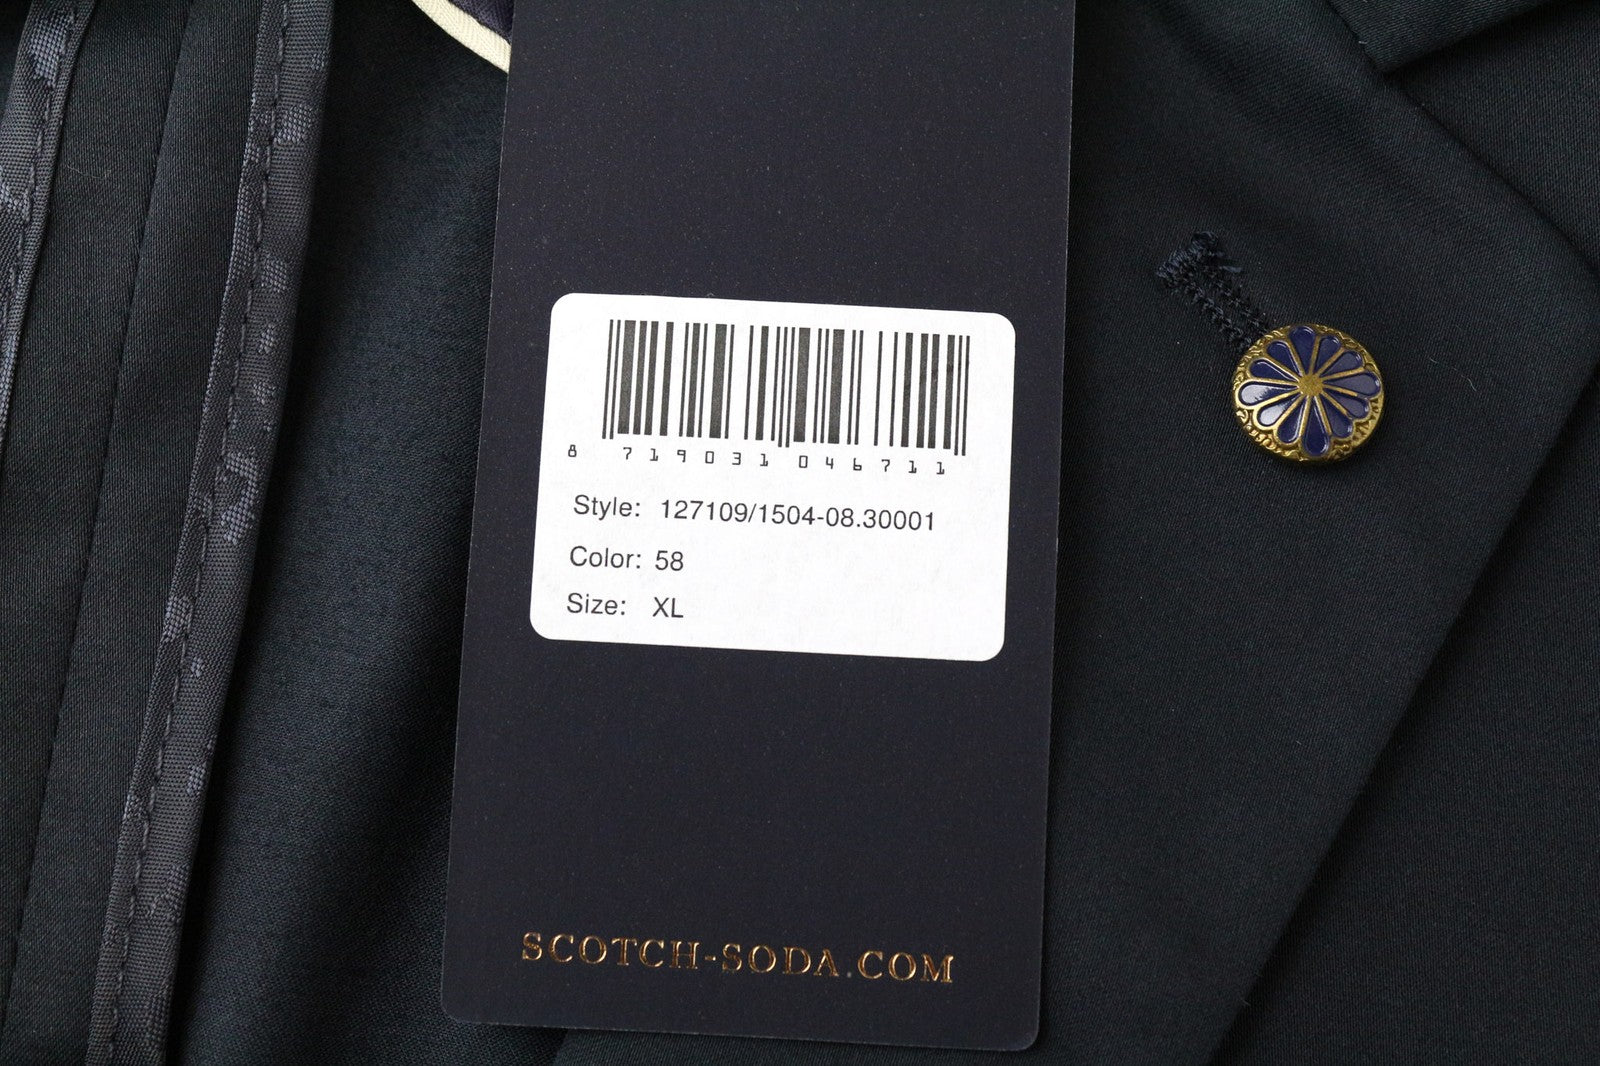 8 719031 046711
Style: 127109/1504-08.30001
Color: 58
Size: XL
SCOTCH-SODA.COM